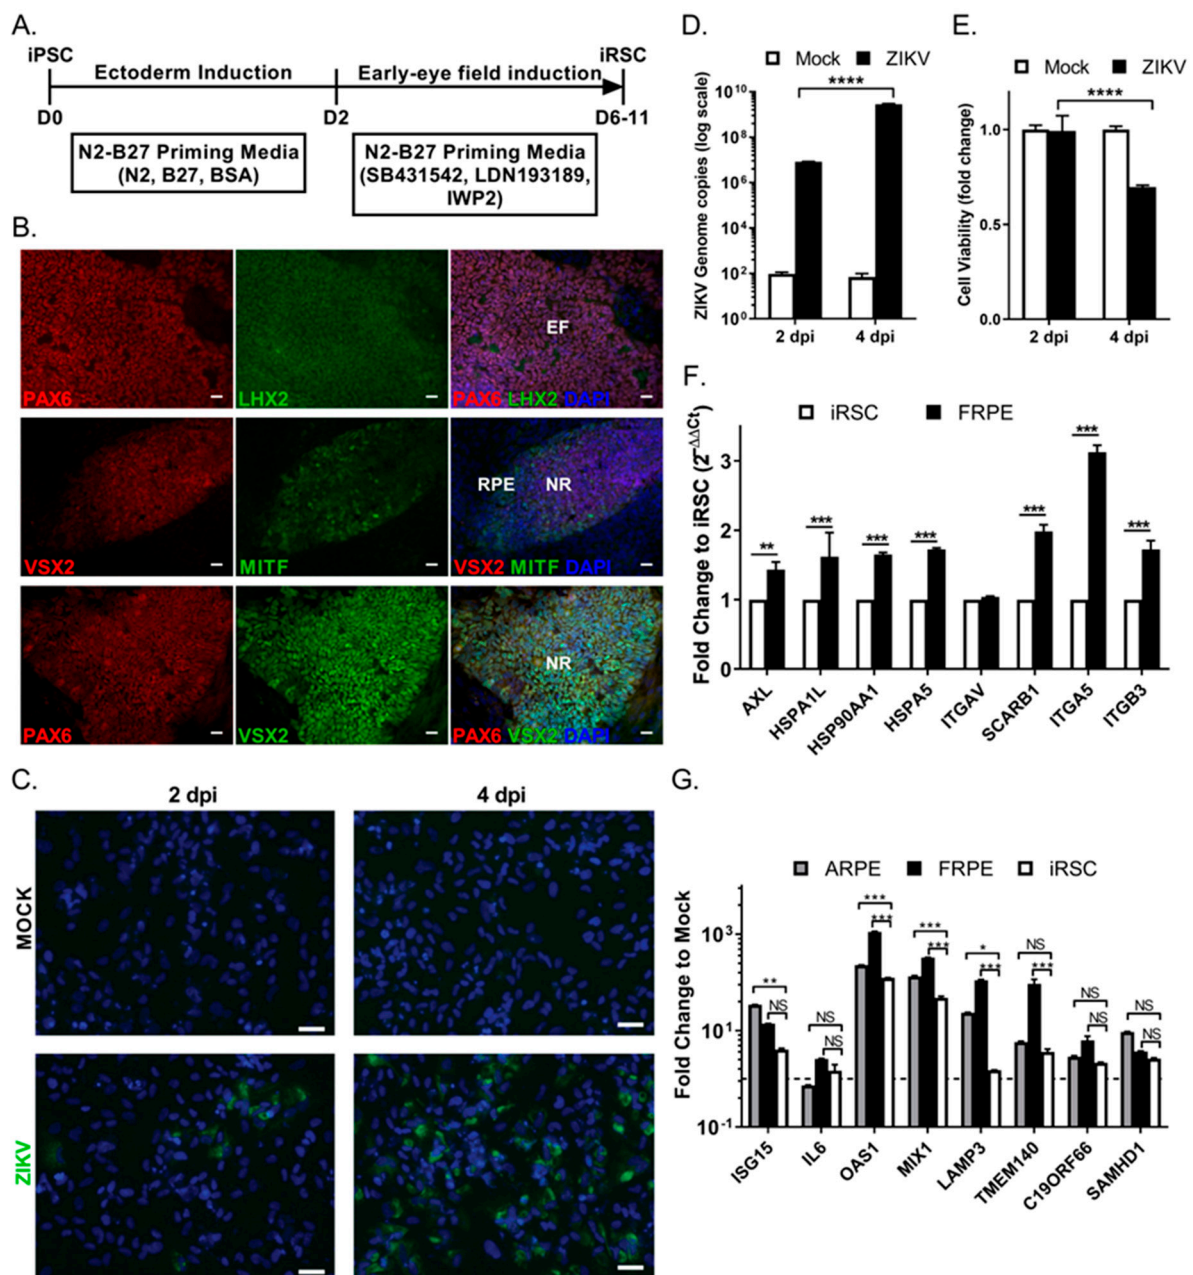 A.
iPSC
iRSC
Ectoderm Induction
Early-eye field induction
D0
D2
D6-11
N2-B27 Priming Media
(N2, B27, BSA)
N2-B27 Priming Media
(SB431542, LDN193189,
IWP2)
B.
PAX6
LHX2
EF
PAX6 LHX2 DAPI
VSX2
MITF
RPE
NR
VSX2 MITF DAPI
PAX6
VSX2
NR
PAX6 VSX2 DAPI
C.
2 dpi
4 dpi
MOCK
ZIKV
D.
Mock ZIKV
****
ZIKV Genome copies (log scale)
10^10
10^8
10^6
10^4
10^2
10^0
2 dpi
4 dpi
E.
Mock ZIKV
****
Cell Viability (fold change)
1.0
0.5
0.0
2 dpi
4 dpi
F.
iRSC FRPE
Fold Change to iRSC (2^-ΔΔCt)
3
2
1
0
**
***
***
***
***
***
***
AXL
HSPA1L
HSP90AA1
HSPA5
ITGAV
SCARB1
ITGA5
ITGB3
G.
ARPE FRPE iRSC
Fold Change to Mock
10^3
10^1
10^-1
**
NS
NS
NS
***
***
***
***
*
***
NS
***
NS
NS
NS
NS
ISG15
IL6
OAS1
MIX1
LAMP3
TMEM140
C19ORF66
SAMHD1